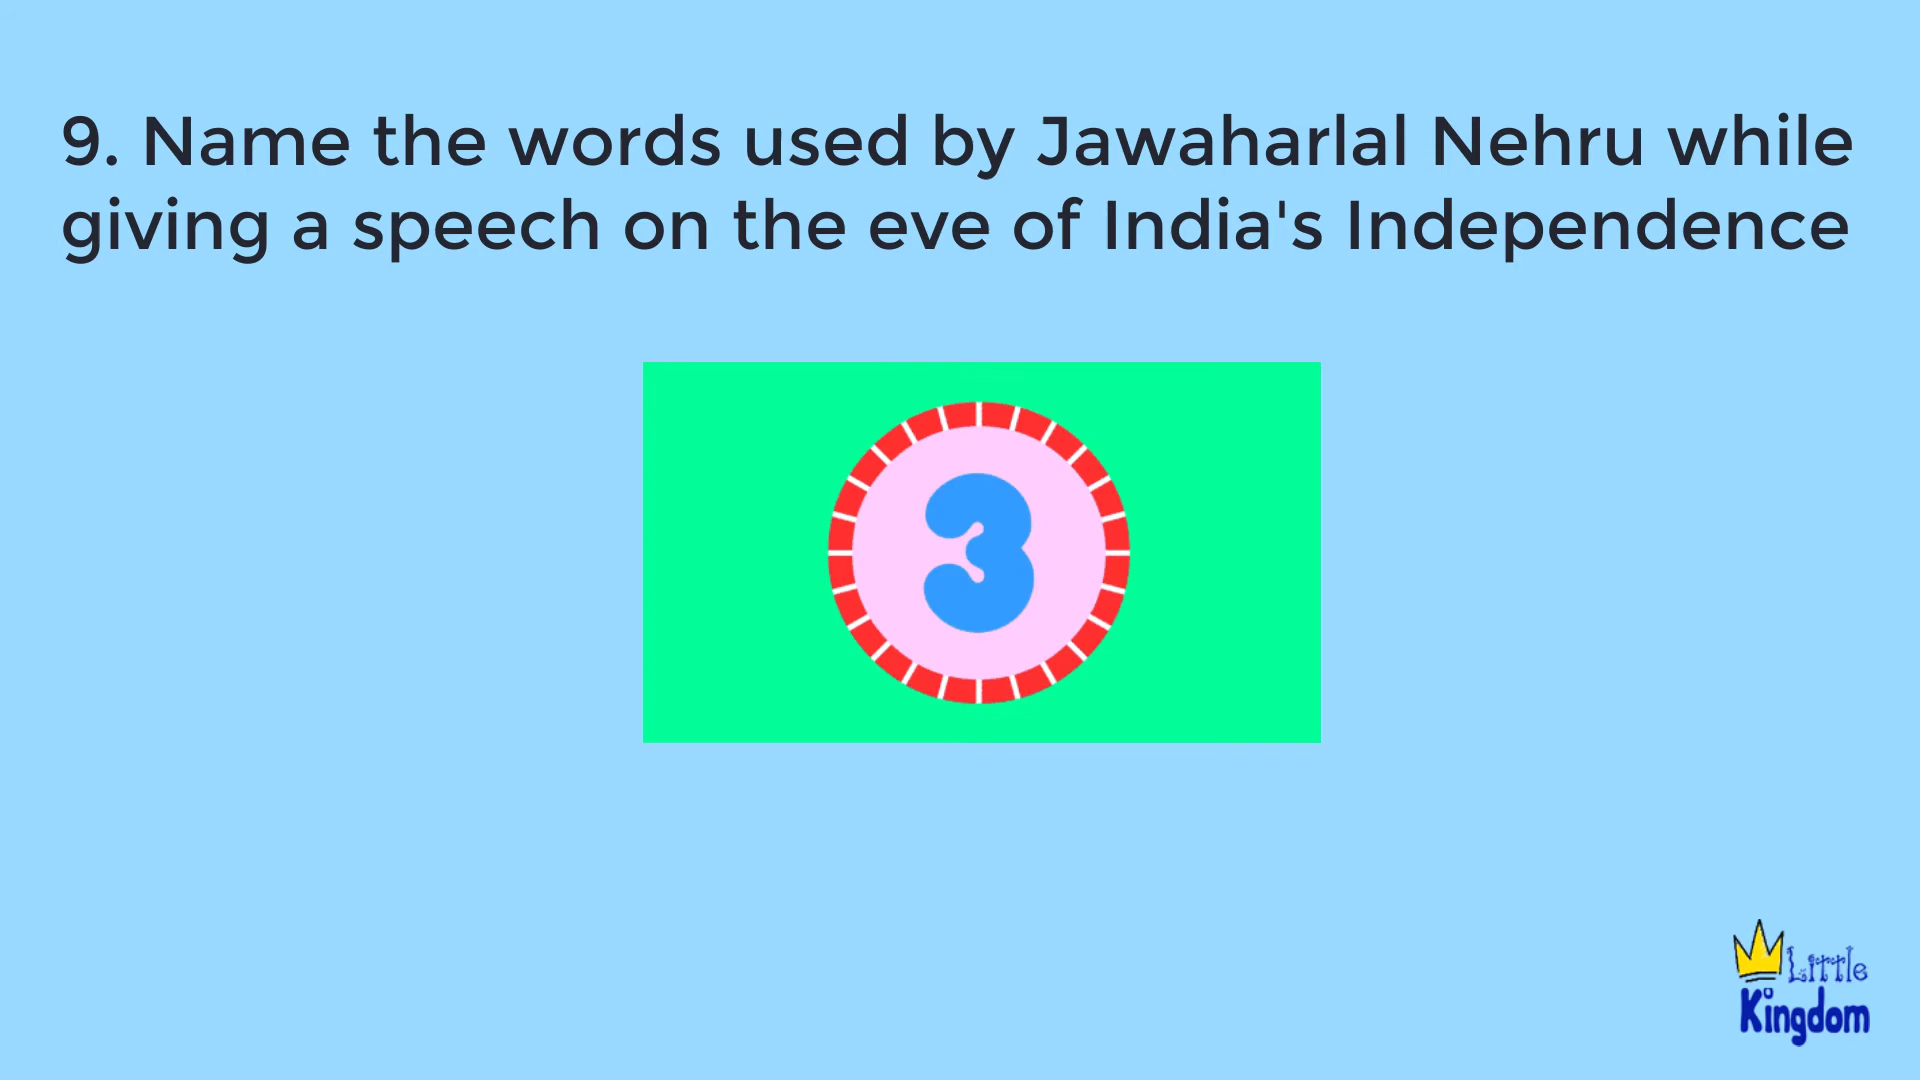 9. Name the words used by Jawaharlal Nehru while
giving a speech on the eve of India's Independence
3
Little
Kingdom